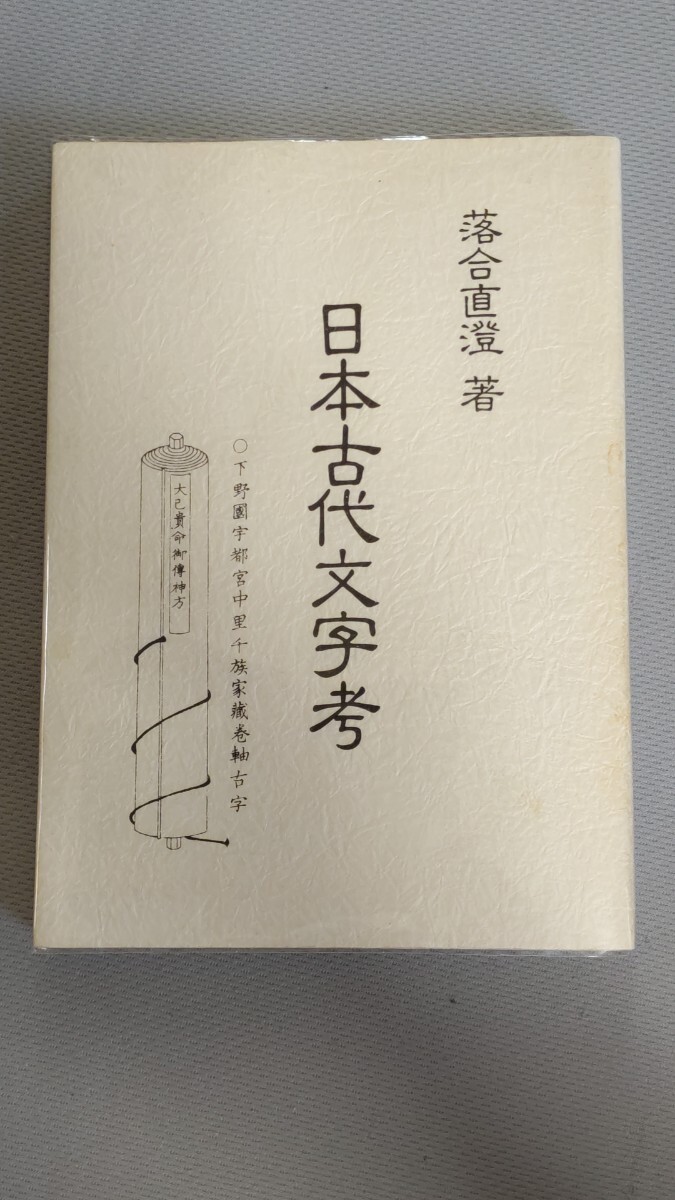 落合直澄 著
日本古代文字考
○下野國宇都宮中里千族家藏卷軸古字
大己貴命御傳神方